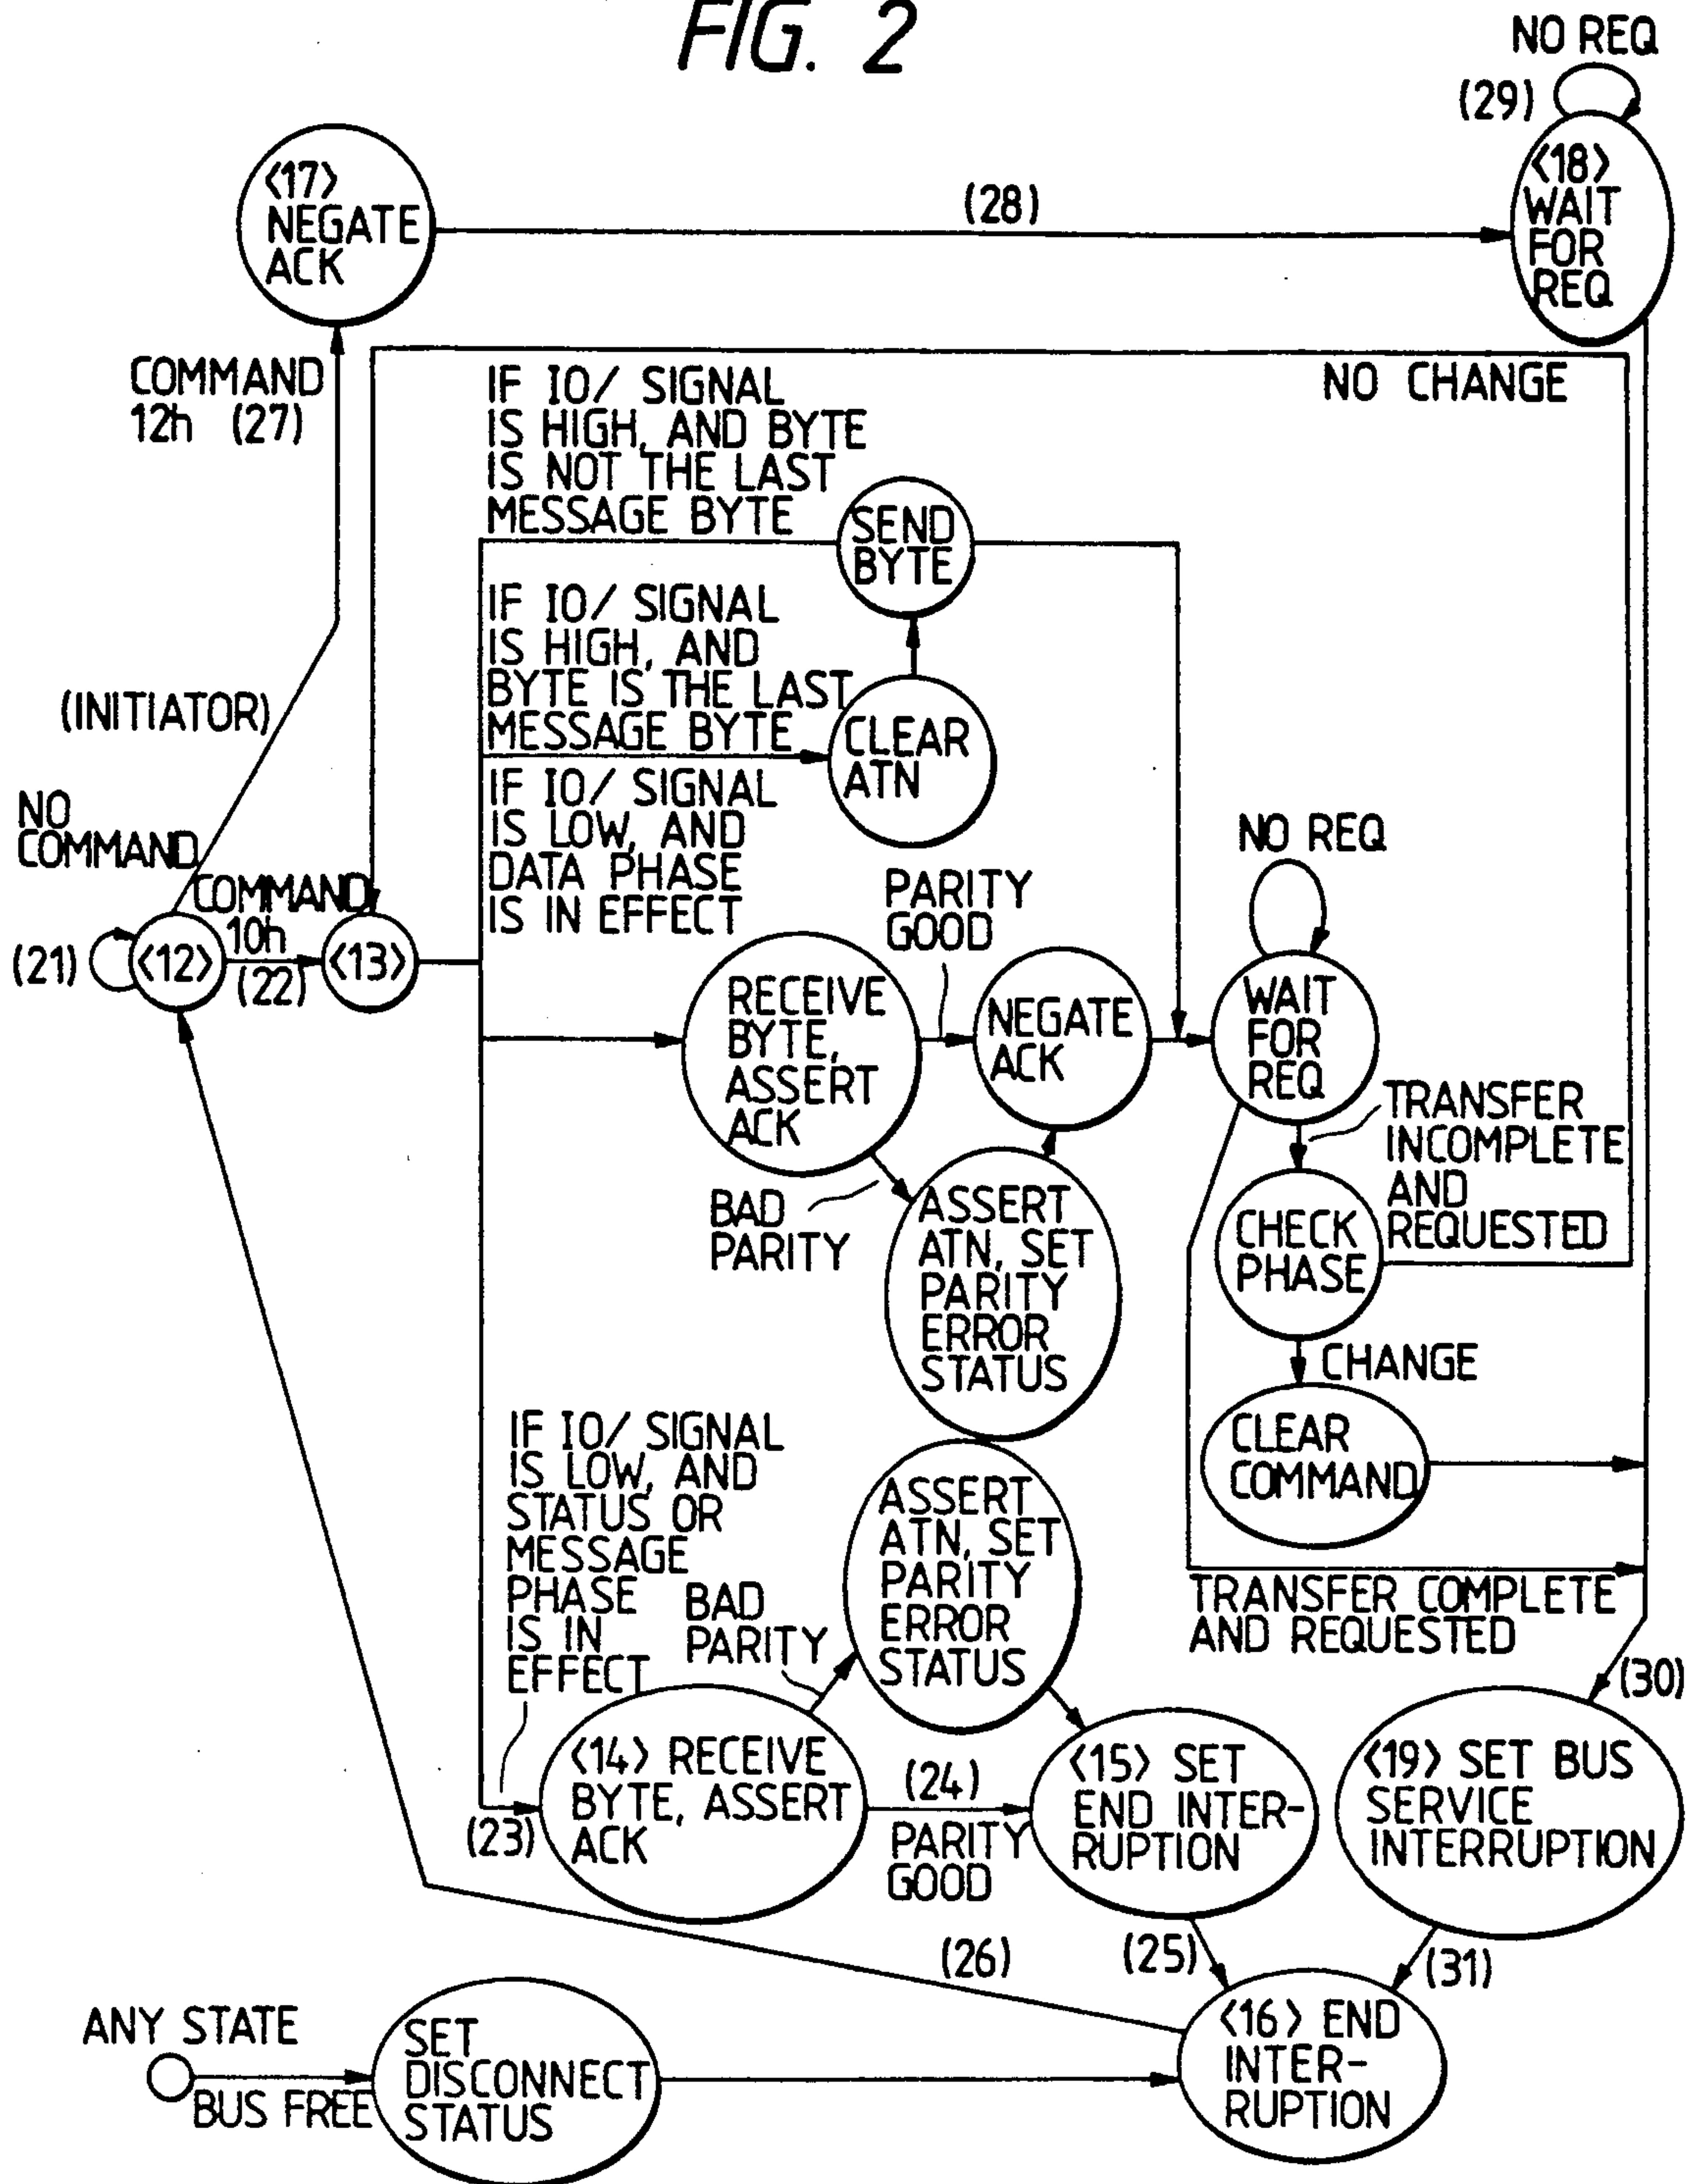 FIG. 2
NO REQ
(29)
<17>
NEGATE
ACK
(28)
<18>
WAIT
FOR
REQ
COMMAND
12h (27)
NO CHANGE
IF IO/ SIGNAL
IS HIGH, AND BYTE
IS NOT THE LAST
MESSAGE BYTE
SEND
BYTE
IF IO/ SIGNAL
IS HIGH, AND
BYTE IS THE LAST
MESSAGE BYTE
CLEAR
ATN
(INITIATOR)
IF IO/ SIGNAL
IS LOW, AND
DATA PHASE
IS IN EFFECT
NO
COMMAND
COMMAND
10h
(21)
<12>
(22)
<13>
PARITY
GOOD
NO REQ
RECEIVE
BYTE,
ASSERT
ACK
NEGATE
ACK
WAIT
FOR
REQ
TRANSFER
INCOMPLETE
AND
REQUESTED
BAD
PARITY
ASSERT
ATN, SET
PARITY
ERROR
STATUS
CHECK
PHASE
CHANGE
CLEAR
COMMAND
IF IO/ SIGNAL
IS LOW, AND
STATUS OR
MESSAGE
PHASE
IS IN
EFFECT
BAD
PARITY
ASSERT
ATN, SET
PARITY
ERROR
STATUS
TRANSFER COMPLETE
AND REQUESTED
(30)
(23)
<14> RECEIVE
BYTE, ASSERT
ACK
(24)
PARITY
GOOD
<15> SET
END INTER-
RUPTION
<19> SET BUS
SERVICE
INTERRUPTION
(26)
(25)
(31)
ANY STATE
BUS FREE
SET
DISCONNECT
STATUS
<16> END
INTER-
RUPTION